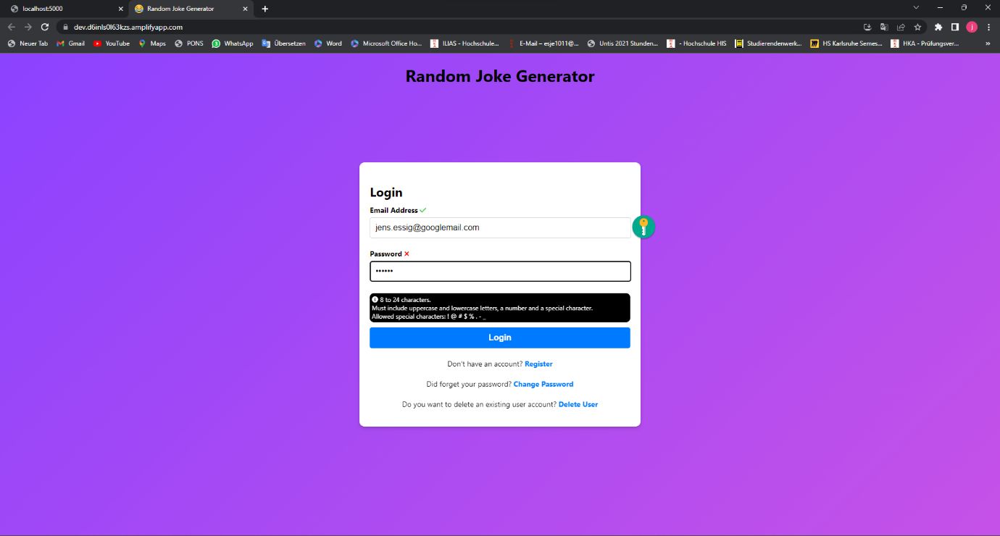 localhost:5000
Random Joke Generator
dev.d6inls0l63kzs.amplifyapp.com
j
Neuer Tab Gmail YouTube Maps PONS 3 WhatsApp Übersetzen Word Microsoft Office Ho... ILIAS - Hochschule... E-Mail – esje1011@... Untis 2021 Stunden... - Hochschule HIS Studierendenwerk... HS Karlsruhe Semes... HKA - Prüfungsver... »
Random Joke Generator
Login
Email Address
jens.essig@googlemail.com
Password
8 to 24 characters.
Must include uppercase and lowercase letters, a number and a special character.
Allowed special characters: ! @ # $ % . - _
Login
Don't have an account? Register
Did forget your password? Change Password
Do you want to delete an existing user account? Delete User